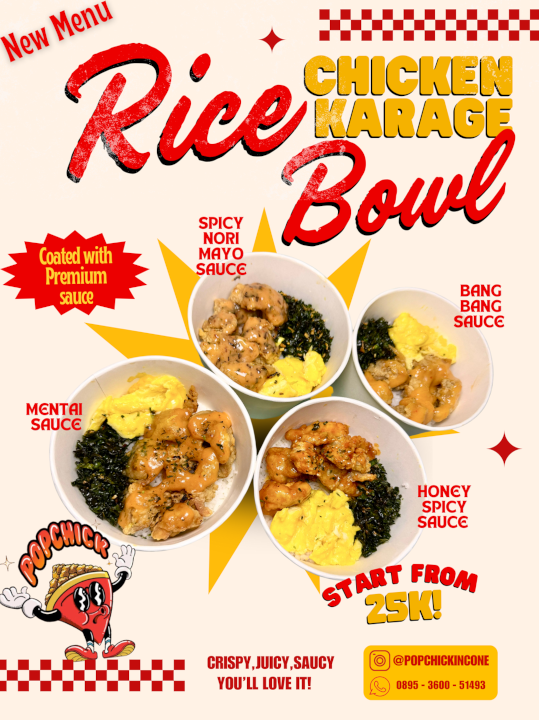 New Menu
CHICKEN
KARAGE
Rice
Bowl
Coated with
Premium
sauce
SPICY
NORI
MAYO
SAUCE
BANG
BANG
SAUCE
MENTAI
SAUCE
HONEY
SPICY
SAUCE
POPCHICK
START FROM
25K!
CRISPY,JUICY,SAUCY
YOU'LL LOVE IT!
@POPCHICKINCONE
0895 - 3600 - 51493